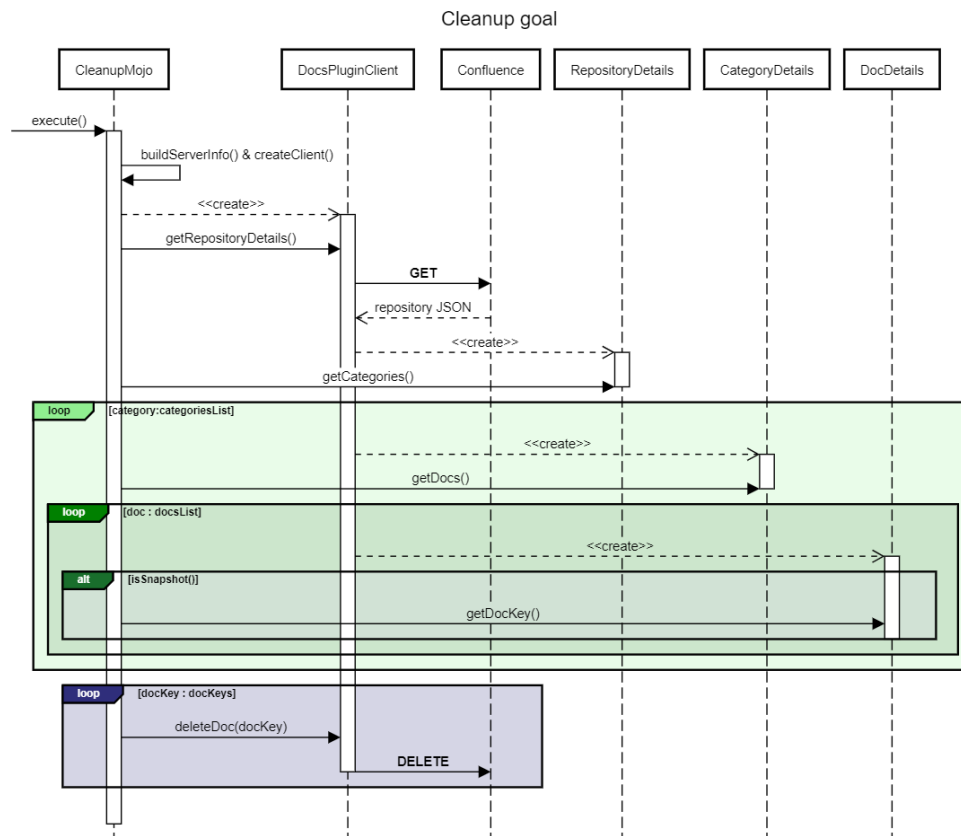 Cleanup goal
CleanupMojo
DocsPluginClient
Confluence
RepositoryDetails
CategoryDetails
DocDetails
execute()
buildServerInfo() & createClient()
<<create>>
getRepositoryDetails()
GET
repository JSON
<<create>>
getCategories()
loop [category:categoriesList]
<<create>>
getDocs()
loop [doc : docsList]
<<create>>
alt [isSnapshot()]
getDocKey()
loop [docKey : docKeys]
deleteDoc(docKey)
DELETE